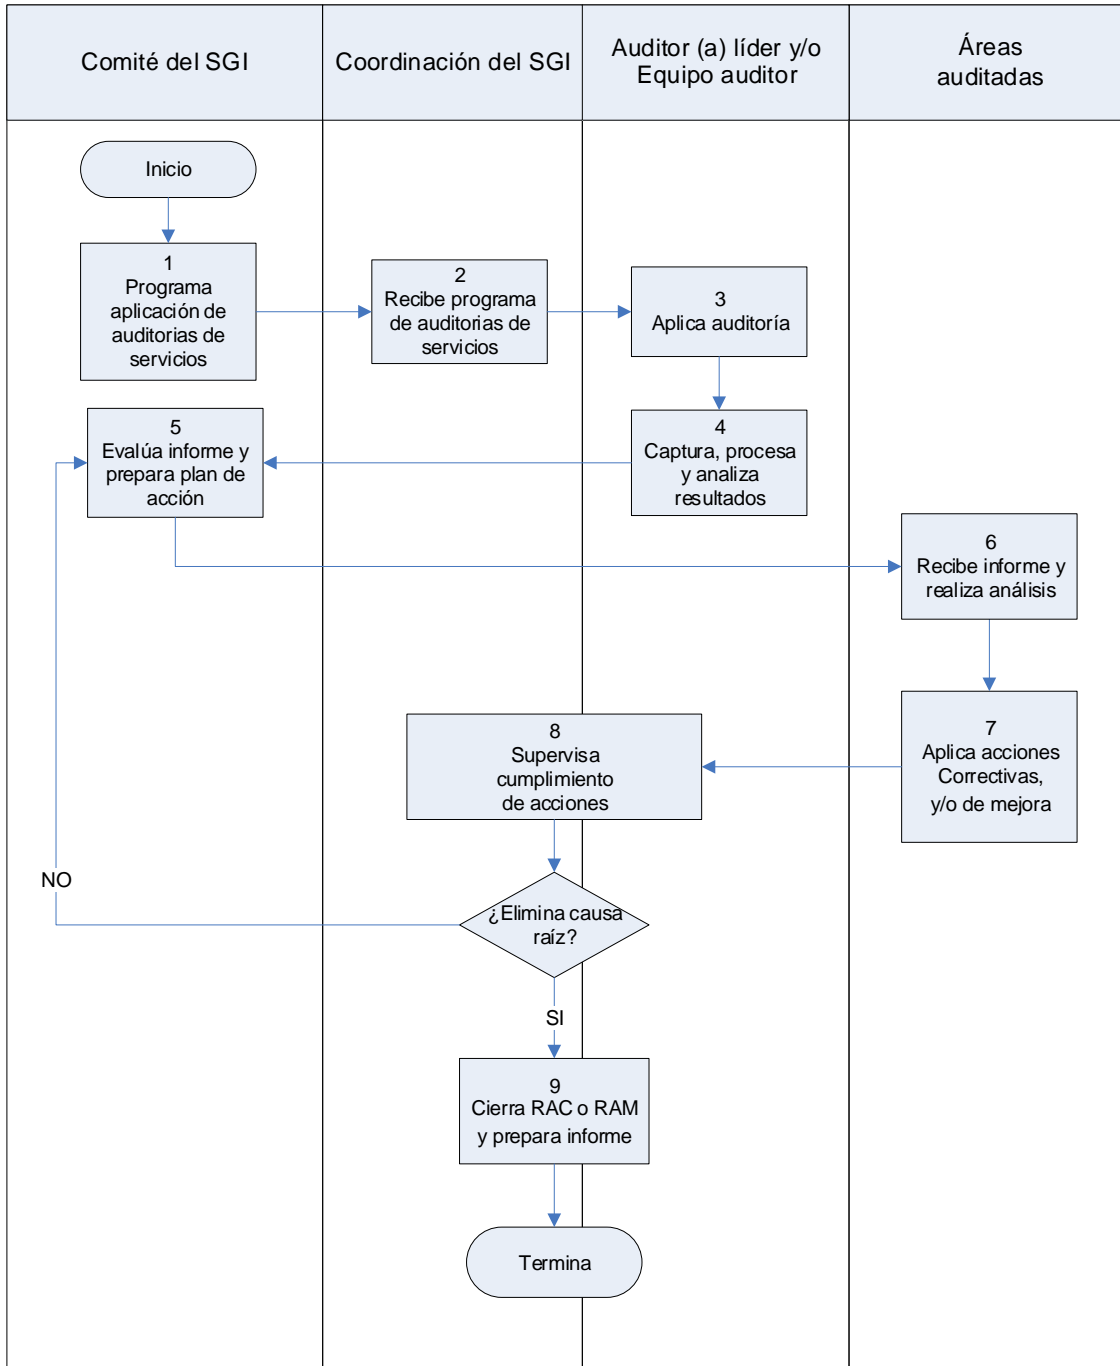 Comité del SGI
Coordinación del SGI
Auditor (a) líder y/o
Equipo auditor
Áreas
auditadas
Inicio
1
Programa
aplicación de
auditorias de
servicios
2
Recibe programa
de auditorias de
servicios
3
Aplica auditoría
4
Captura, procesa
y analiza
resultados
5
Evalúa informe y
prepara plan de
acción
6
Recibe informe y
realiza análisis
7
Aplica acciones
Correctivas,
y/o de mejora
8
Supervisa
cumplimiento
de acciones
¿Elimina causa
raíz?
NO
SI
9
Cierra RAC o RAM
y prepara informe
Termina